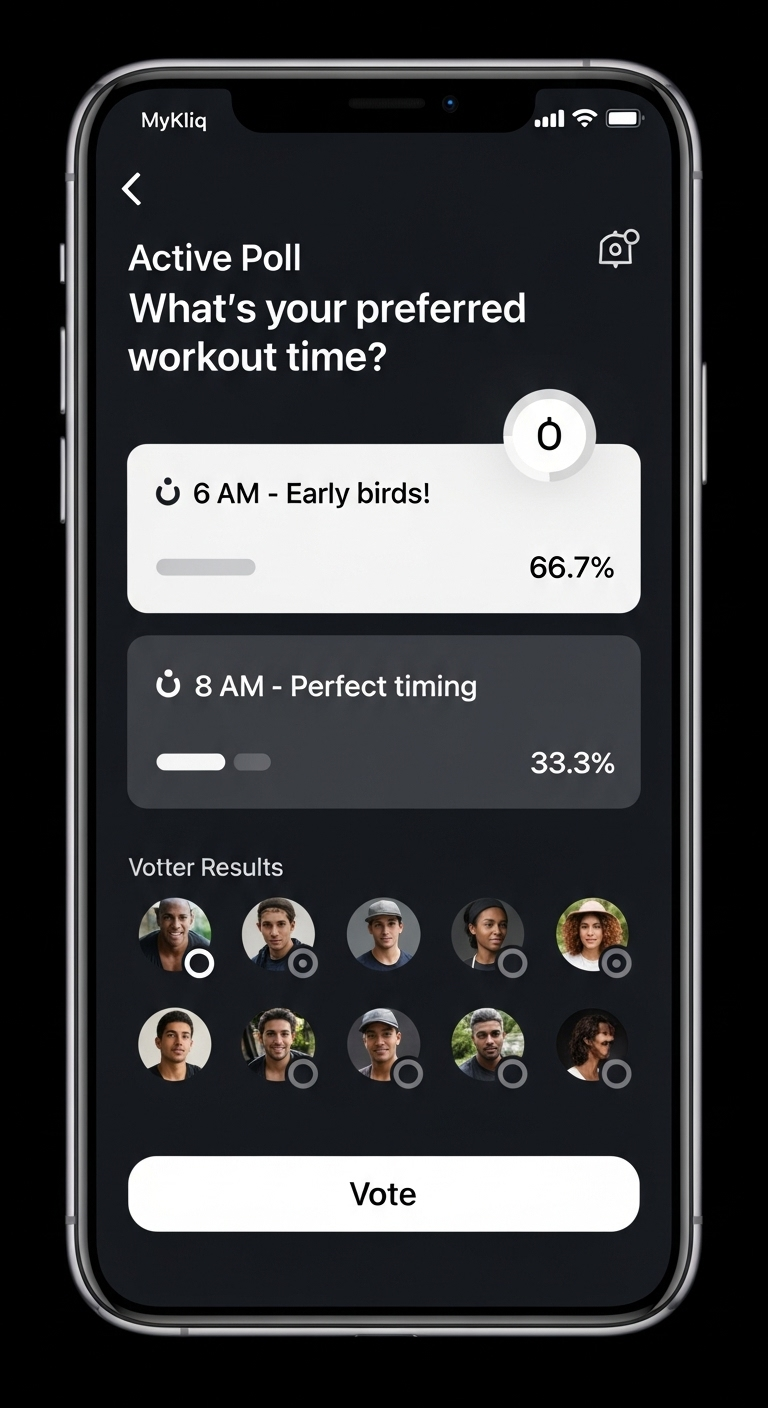 MyKliq
Active Poll
What's your preferred
workout time?
6 AM - Early birds!
66.7%
8 AM - Perfect timing
33.3%
Votter Results
Vote